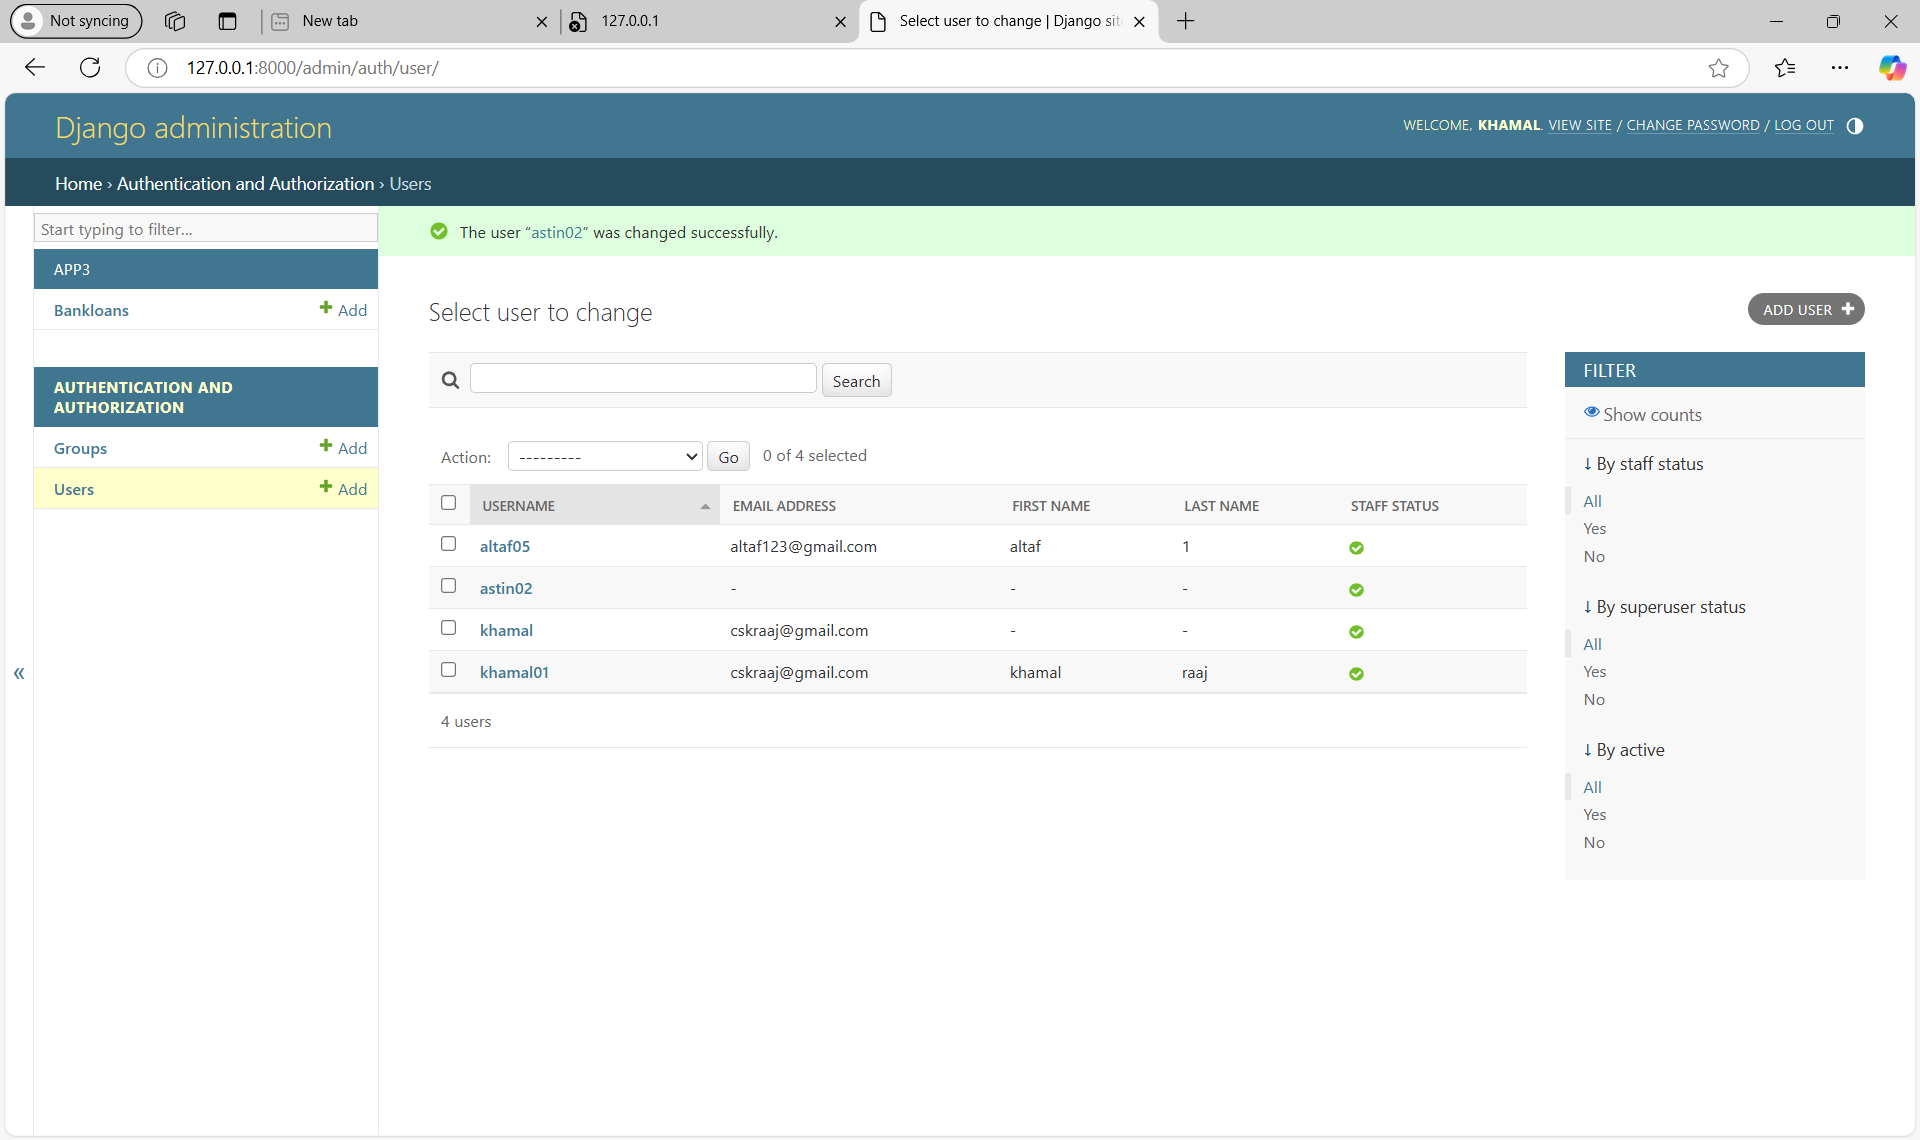 Not syncing
New tab
127.0.0.1
Select user to change | Django sit
127.0.0.1:8000/admin/auth/user/
Django administration
WELCOME, KHAMAL. VIEW SITE / CHANGE PASSWORD / LOG OUT
Home › Authentication and Authorization › Users
Start typing to filter...
APP3
Bankloans Add
AUTHENTICATION AND
AUTHORIZATION
Groups Add
Users Add
«
The user “astin02” was changed successfully.
Select user to change
ADD USER
Search
Action: --------- Go 0 of 4 selected
USERNAME EMAIL ADDRESS FIRST NAME LAST NAME STAFF STATUS
altaf05 altaf123@gmail.com altaf 1
astin02 - - -
khamal cskraaj@gmail.com - -
khamal01 cskraaj@gmail.com khamal raaj
4 users
FILTER
Show counts
↓ By staff status
All
Yes
No
↓ By superuser status
All
Yes
No
↓ By active
All
Yes
No